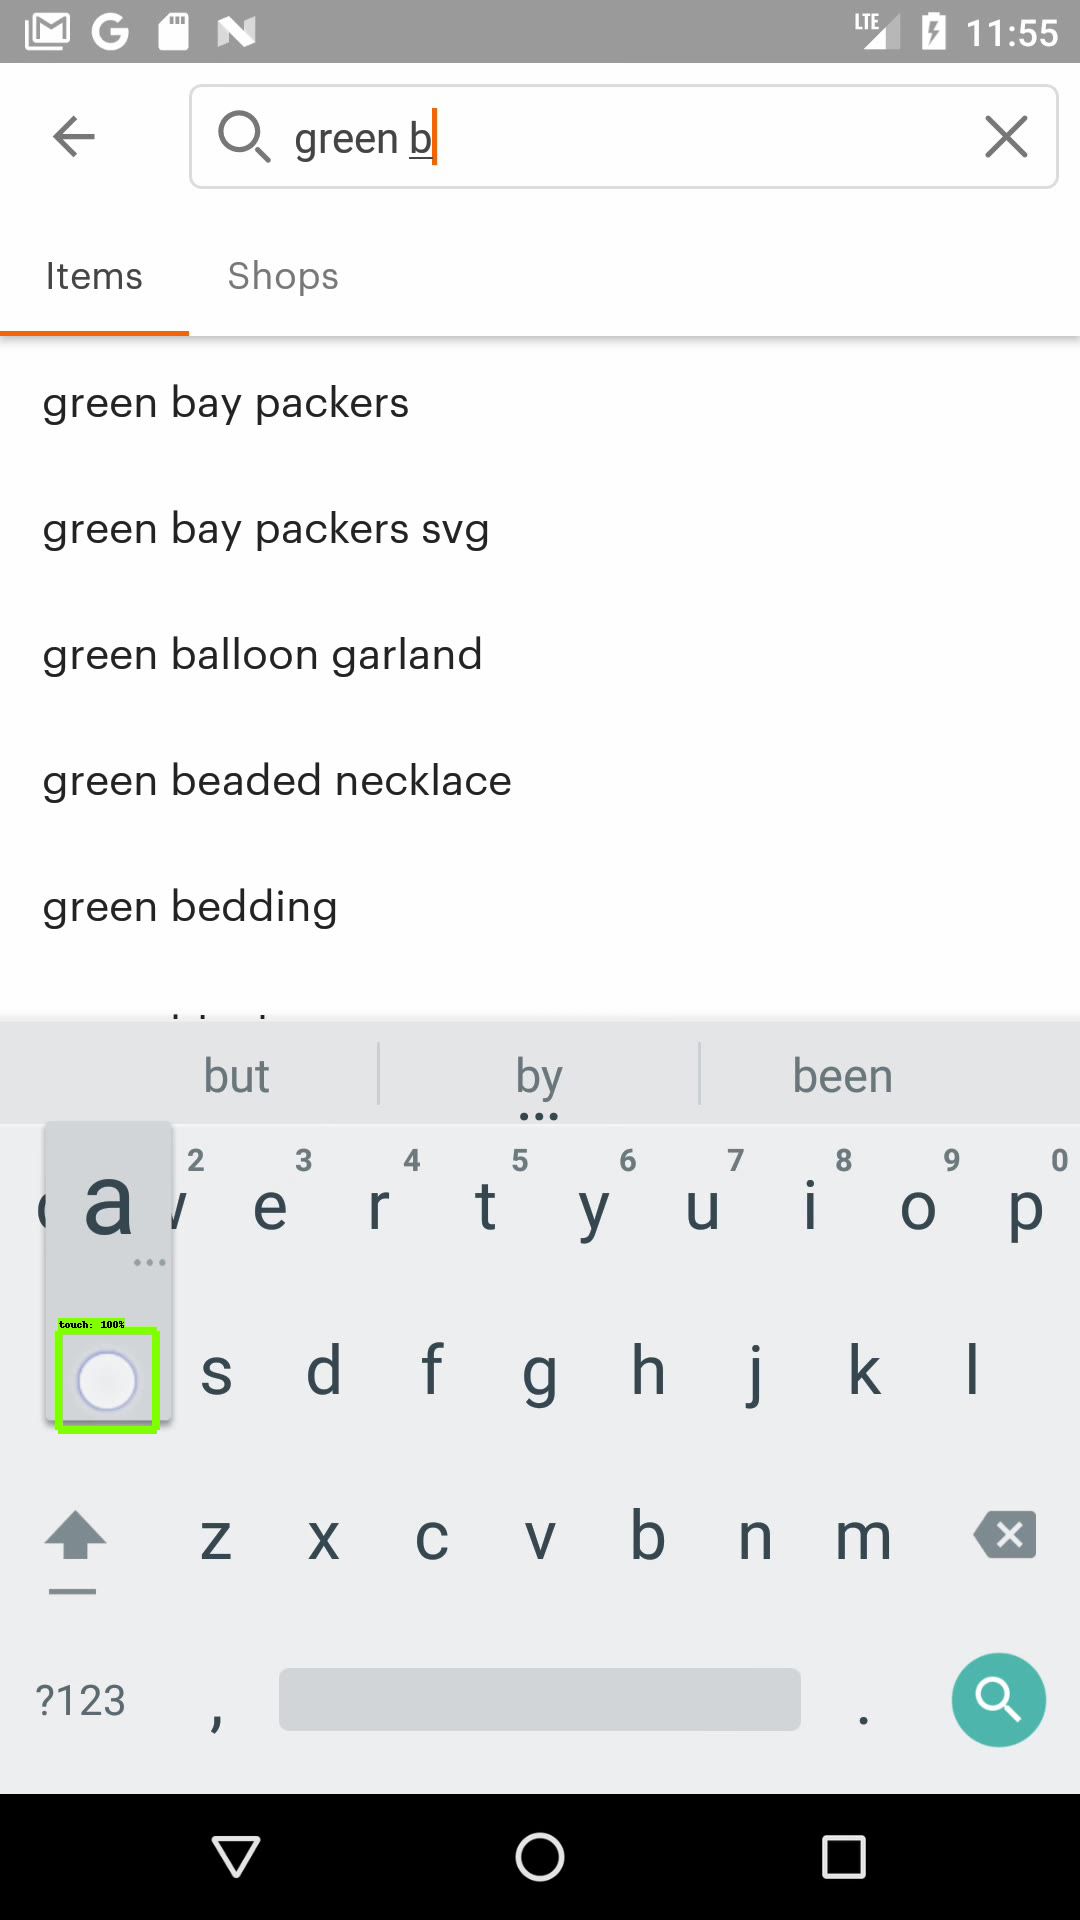 LTE 11:55
green b
Items Shops
green bay packers
green bay packers svg
green balloon garland
green beaded necklace
green bedding
but by been
a
2 3 4 5 6 7 8 9 0
e r t y u i o p
touch: 100%
s d f g h j k l
z x c v b n m
?123 , .